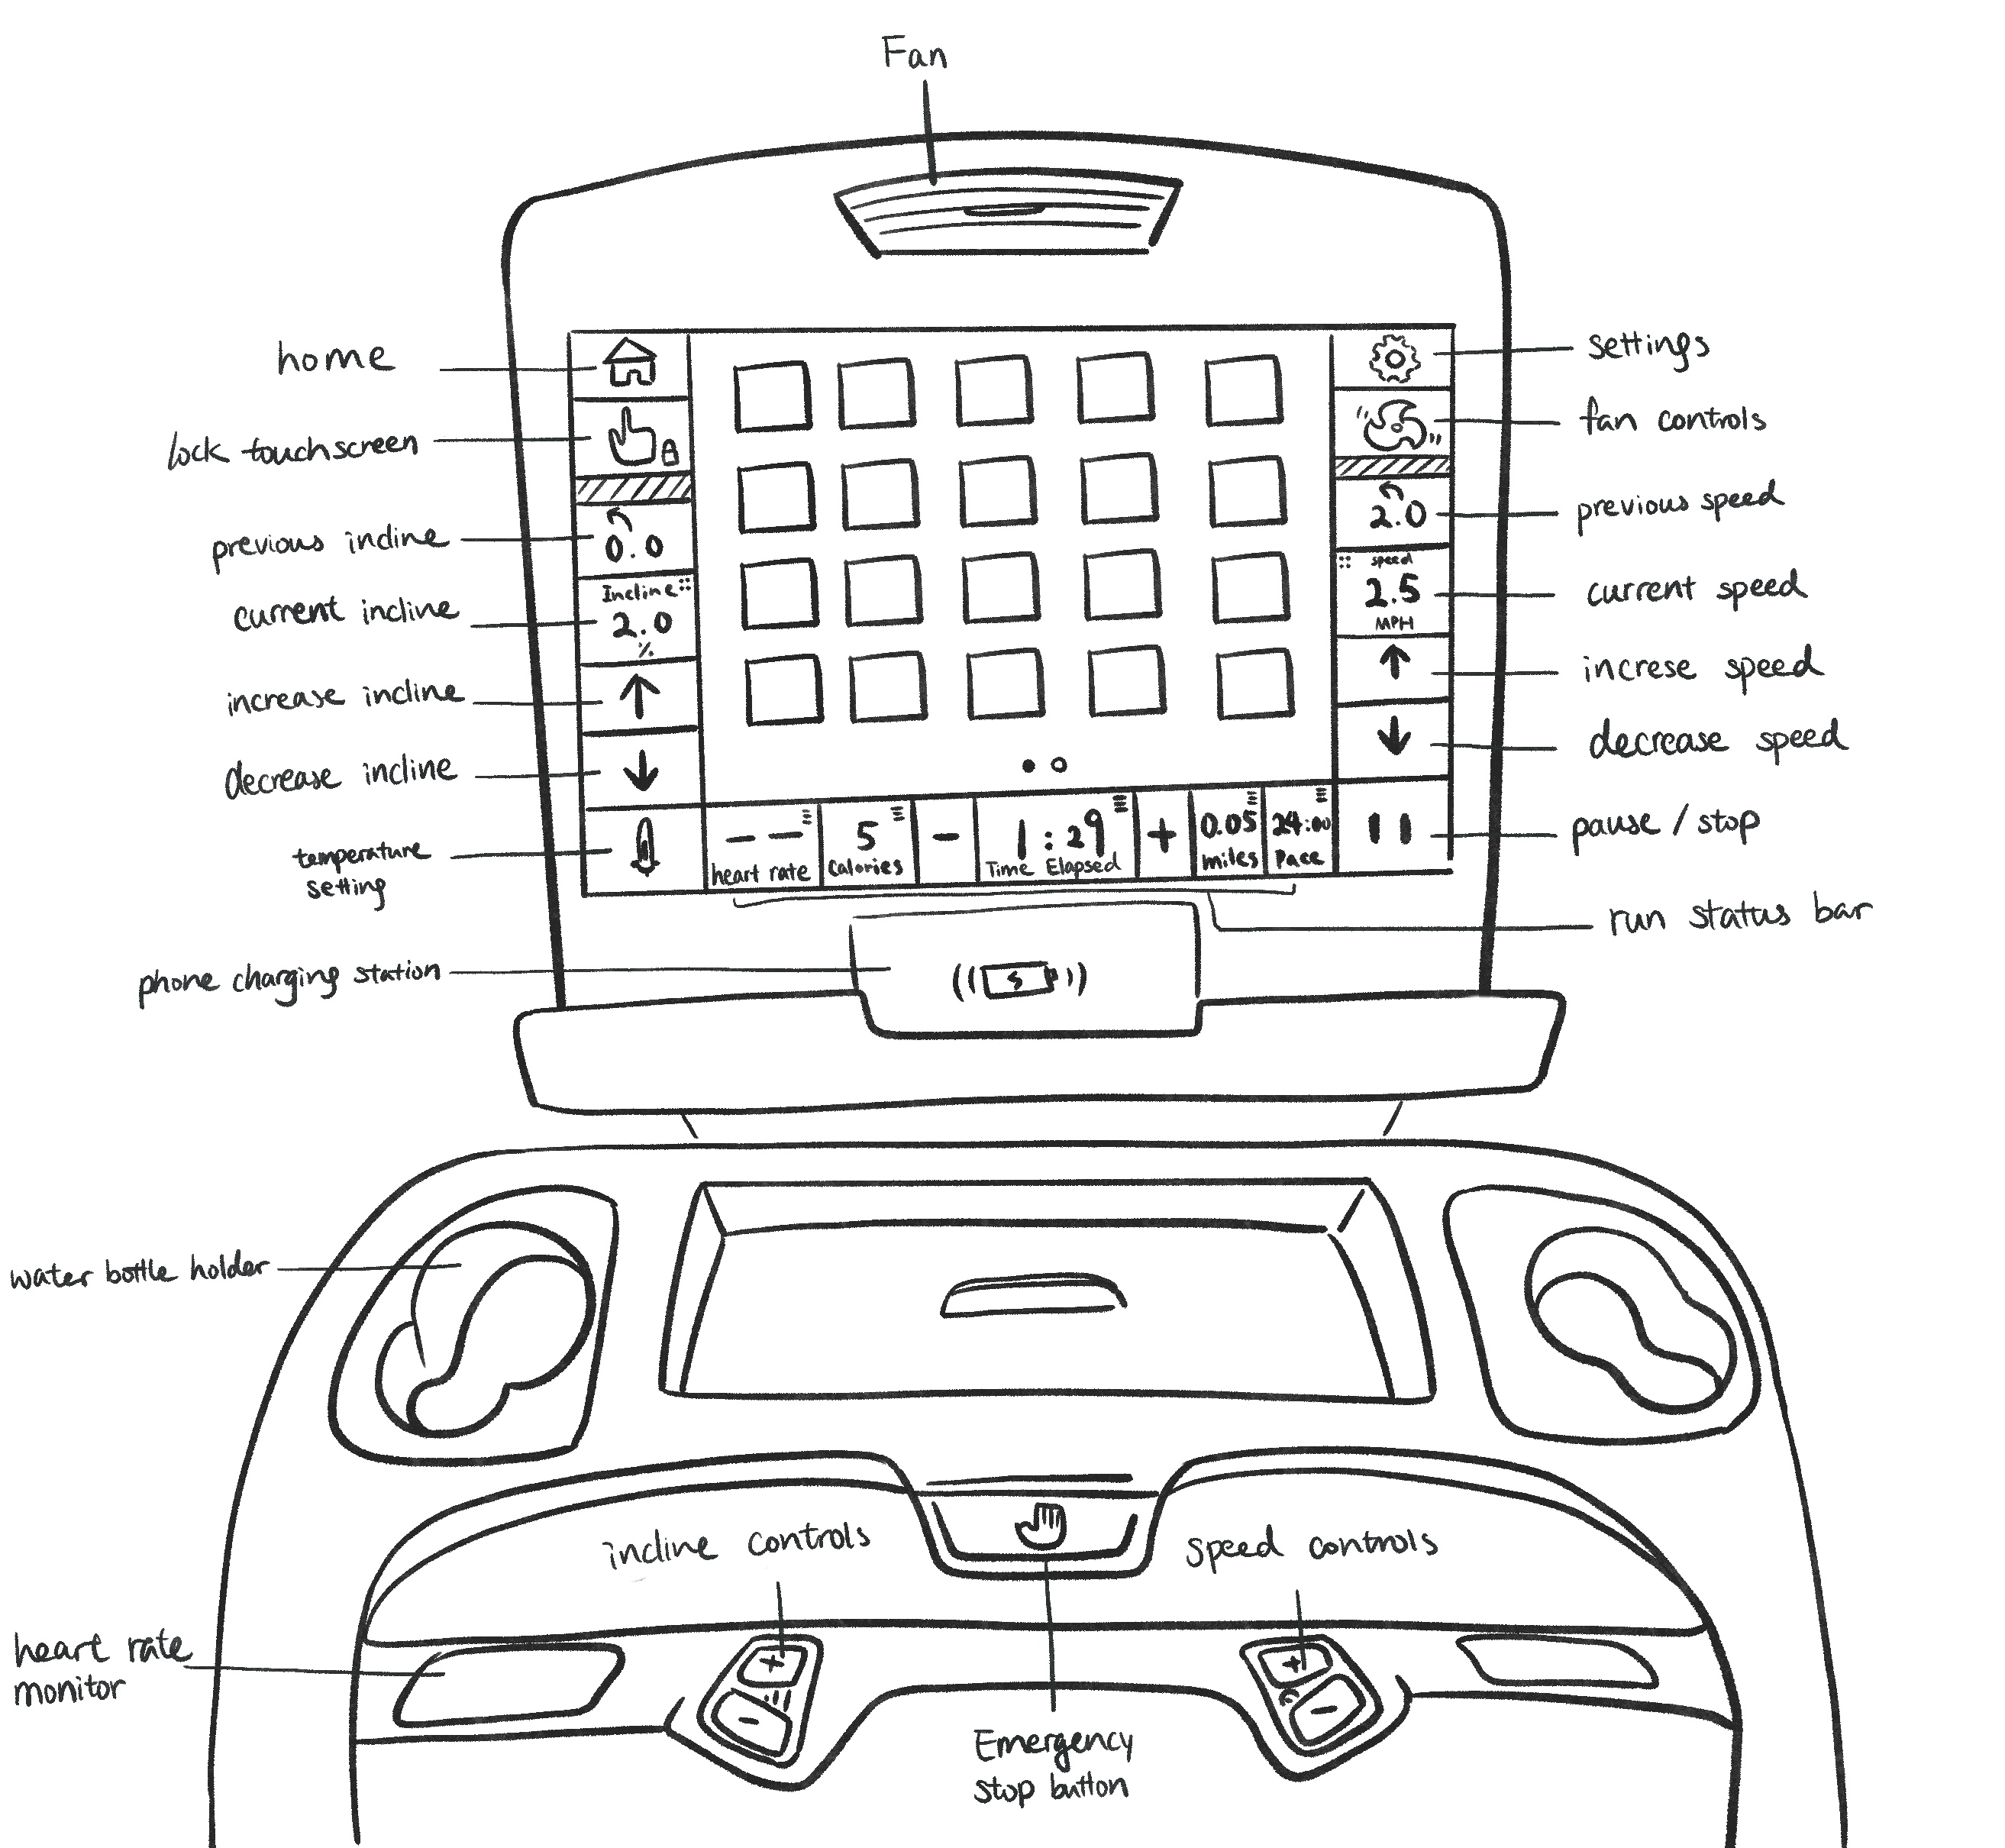 Fan
home
settings
lock touchscreen
fan controls
previous incline
0.0
2.0
previous speed
current incline
Incline
2.0
%
speed
2.5
MPH
current speed
increase incline
increse speed
decrease incline
decrease speed
temperature
setting
-- heart rate
5 Calories
-
1:29
Time Elapsed
+
0.05
miles
24:00
Pace
pause / stop
run status bar
phone charging station
water bottle holder
incline controls
speed controls
heart rate
monitor
+
-
+
-
Emergency
stop button